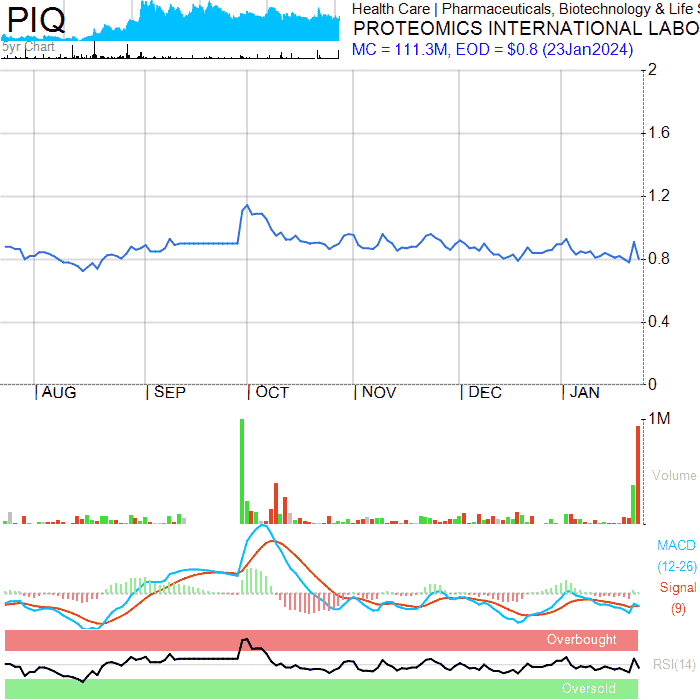 PIQ
5yr Chart
Health Care | Pharmaceuticals, Biotechnology & Life S
PROTEOMICS INTERNATIONAL LABO
MC = 111.3M, EOD = $0.8 (23Jan2024)
2
1.6
1.2
0.8
0.4
0
AUG
SEP
OCT
NOV
DEC
JAN
1M
Volume
MACD
(12-26)
Signal
(9)
Overbought
RSI(14)
Oversold